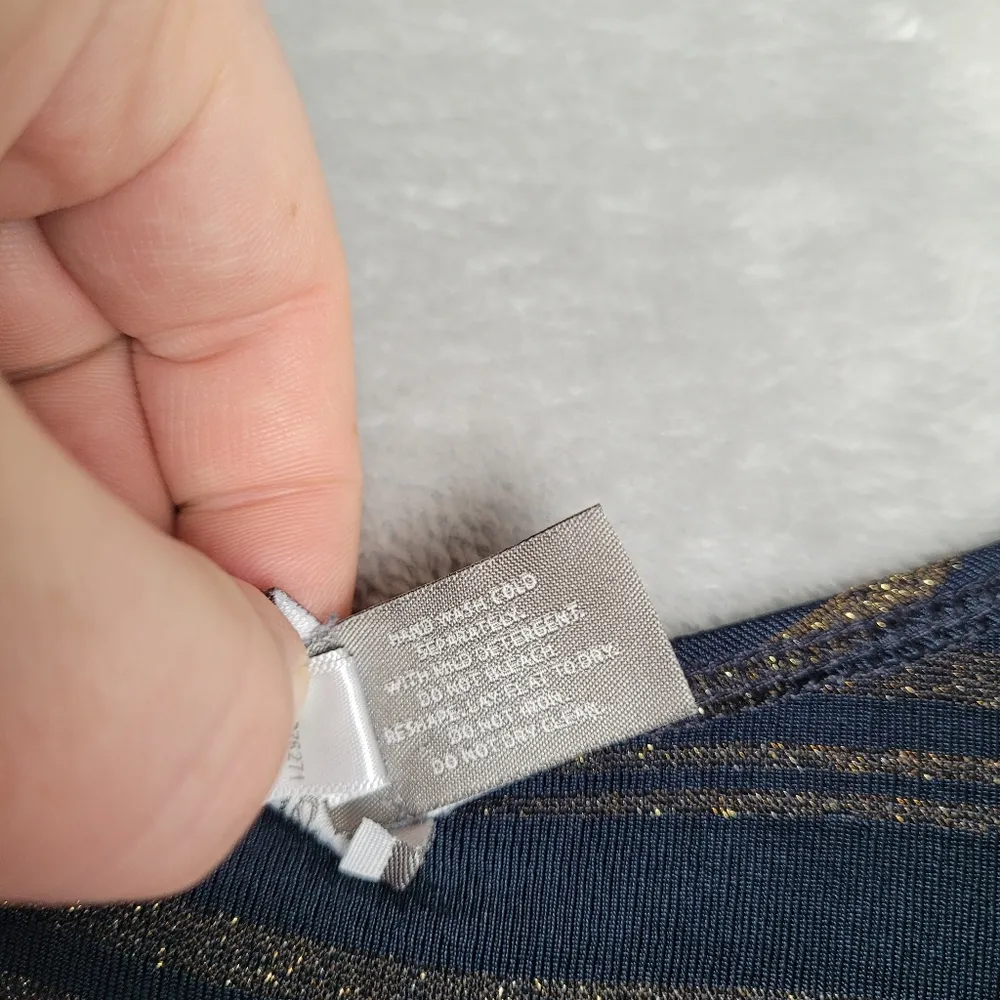 HAND WASH COLD
SEPARATELY.
WITH MILD DETERGENT.
DO NOT BLEACH.
RESHAPE, LAY FLAT TO DRY.
DO NOT IRON.
DO NOT DRY CLEAN.